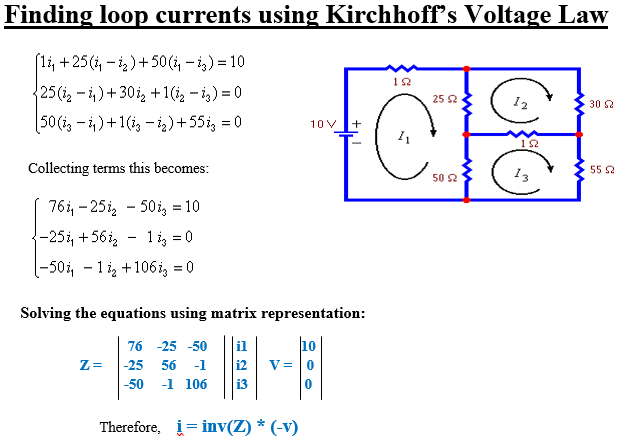 Finding loop currents using Kirchhoff's Voltage Law
1i₁ + 25(i₁ − i₂) + 50(i₁ − i₃) = 10
25(i₂ − i₁) + 30i₂ + 1(i₂ − i₃) = 0
50(i₃ − i₁) + 1(i₃ − i₂) + 55i₃ = 0
1 Ω
25 Ω
I₂
30 Ω
10 V
+
I₁
1 Ω
50 Ω
I₃
55 Ω
Collecting terms this becomes:
76i₁ − 25i₂ − 50i₃ = 10
−25i₁ + 56i₂ − 1i₃ = 0
−50i₁ − 1i₂ + 106i₃ = 0
Solving the equations using matrix representation:
76 -25 -50 i1 10
Z = -25 56 -1 i2 V = 0
-50 -1 106 i3 0
Therefore, i = inv(Z) * (-v)